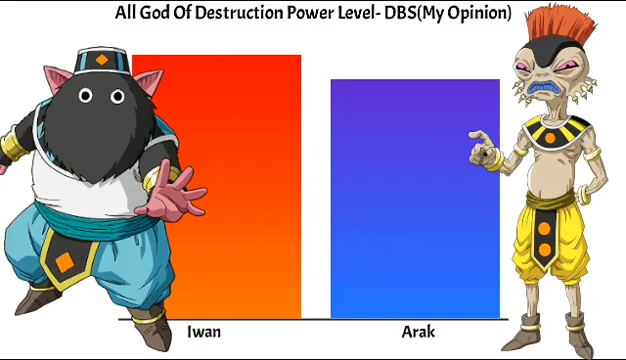 All God Of Destruction Power Level- DBS(My Opinion)
Iwan
Arak